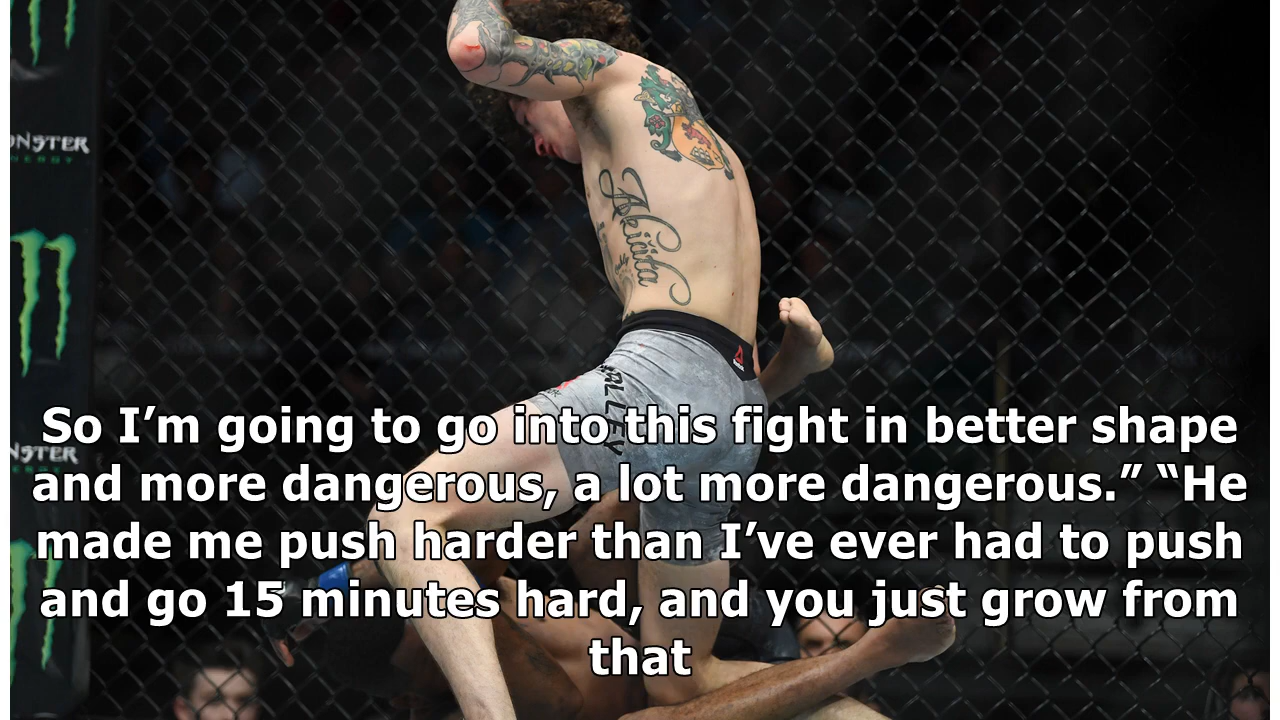 ONSTER
NERGY
NSTER
So I’m going to go into this fight in better shape
and more dangerous, a lot more dangerous.” “He
made me push harder than I’ve ever had to push
and go 15 minutes hard, and you just grow from
that